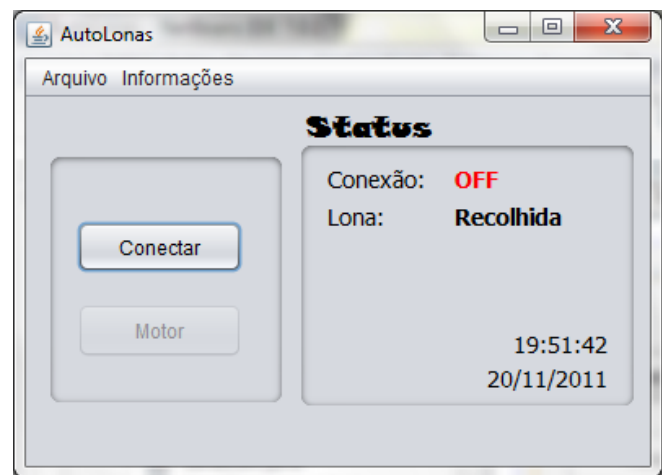 AutoLonas
Arquivo Informações
Status
Conexão: OFF
Lona: Recolhida
Conectar
Motor
19:51:42
20/11/2011